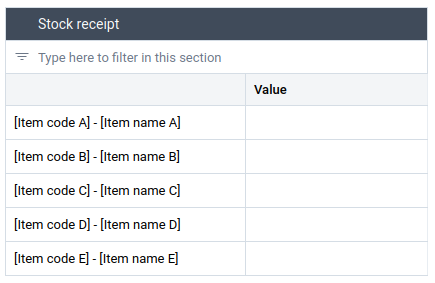 Stock receipt
Type here to filter in this section
Value
[Item code A] - [Item name A]
[Item code B] - [Item name B]
[Item code C] - [Item name C]
[Item code D] - [Item name D]
[Item code E] - [Item name E]